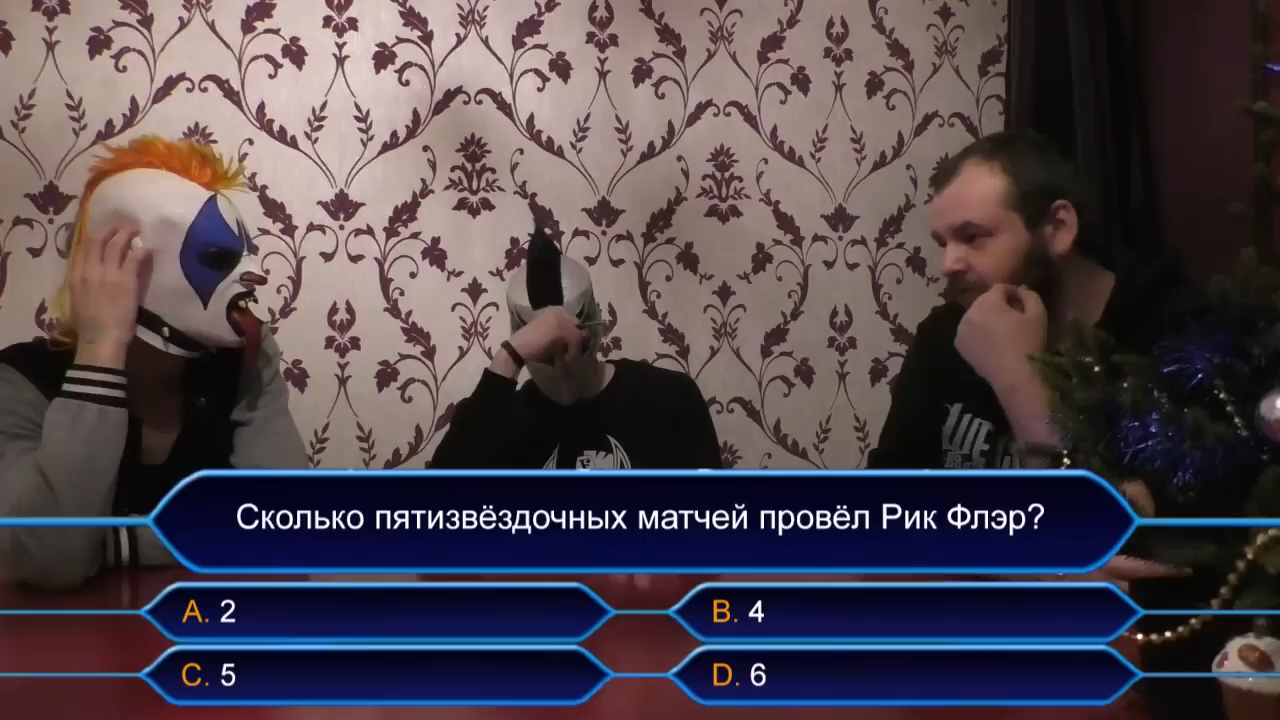 Сколько пятизвёздочных матчей провёл Рик Флэр?
A. 2
B. 4
C. 5
D. 6